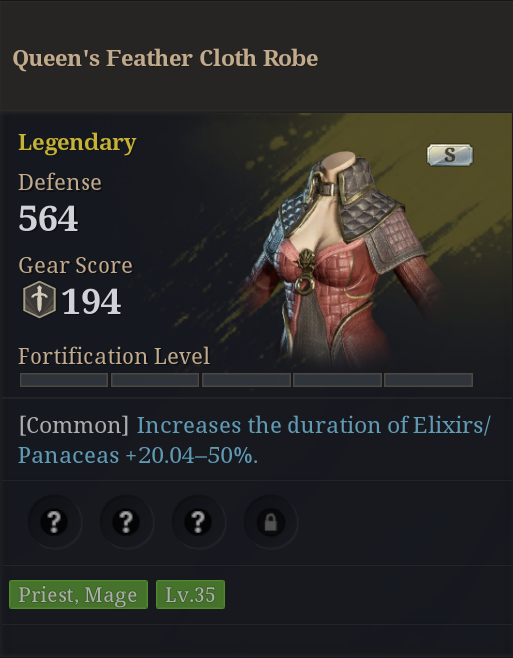 Queen's Feather Cloth Robe
Legendary
S
Defense
564
Gear Score
194
Fortification Level
[Common] Increases the duration of Elixirs/
Panaceas +20.04–50%.
? ? ?
Priest, Mage Lv.35